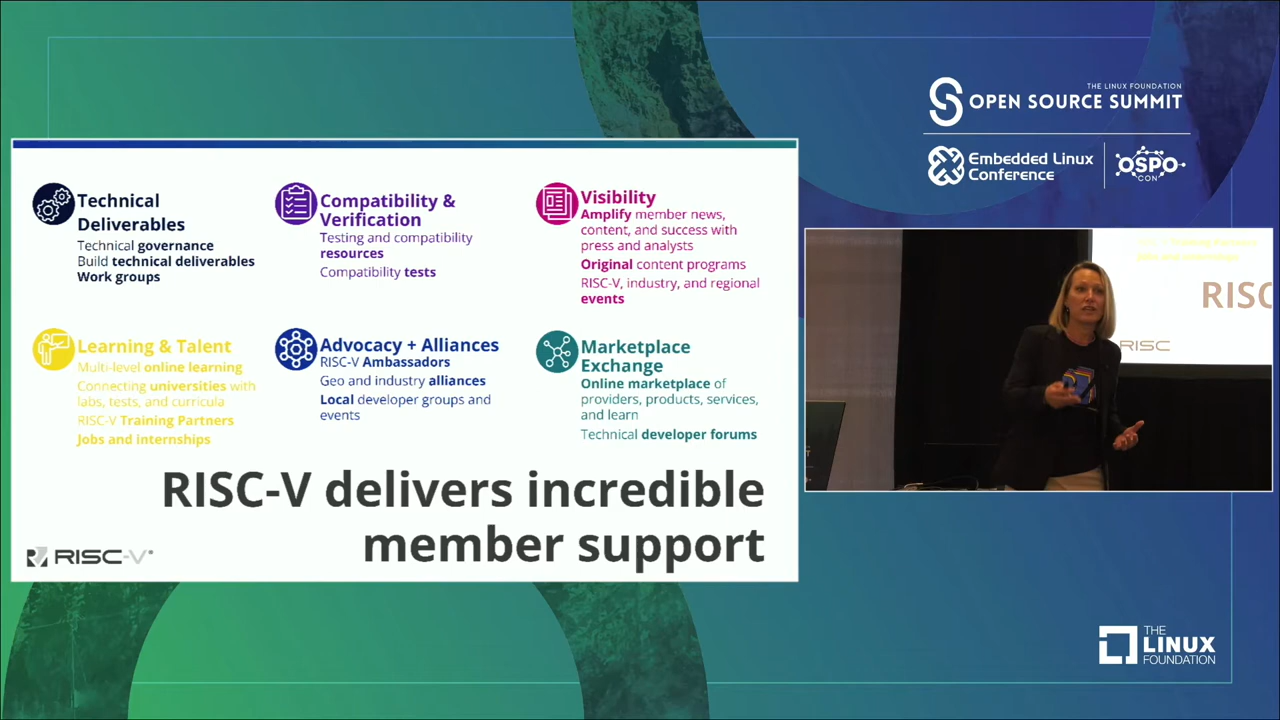 THE LINUX FOUNDATION
OPEN SOURCE SUMMIT
Embedded Linux
Conference
OSPO
CON
Technical
Deliverables
Technical governance
Build technical deliverables
Work groups
Compatibility &
Verification
Testing and compatibility
resources
Compatibility tests
Visibility
Amplify member news,
content, and success with
press and analysts
Original content programs
RISC-V, industry, and regional
events
Learning & Talent
Multi-level online learning
Connecting universities with
labs, tests, and curricula
RISC-V Training Partners
Jobs and internships
Advocacy + Alliances
RISC-V Ambassadors
Geo and industry alliances
Local developer groups and
events
Marketplace
Exchange
Online marketplace of
providers, products, services,
and learn
Technical developer forums
RISC-V delivers incredible
member support
RISC-V
Jobs and internships
RISC
RISC
THE
LINUX
FOUNDATION